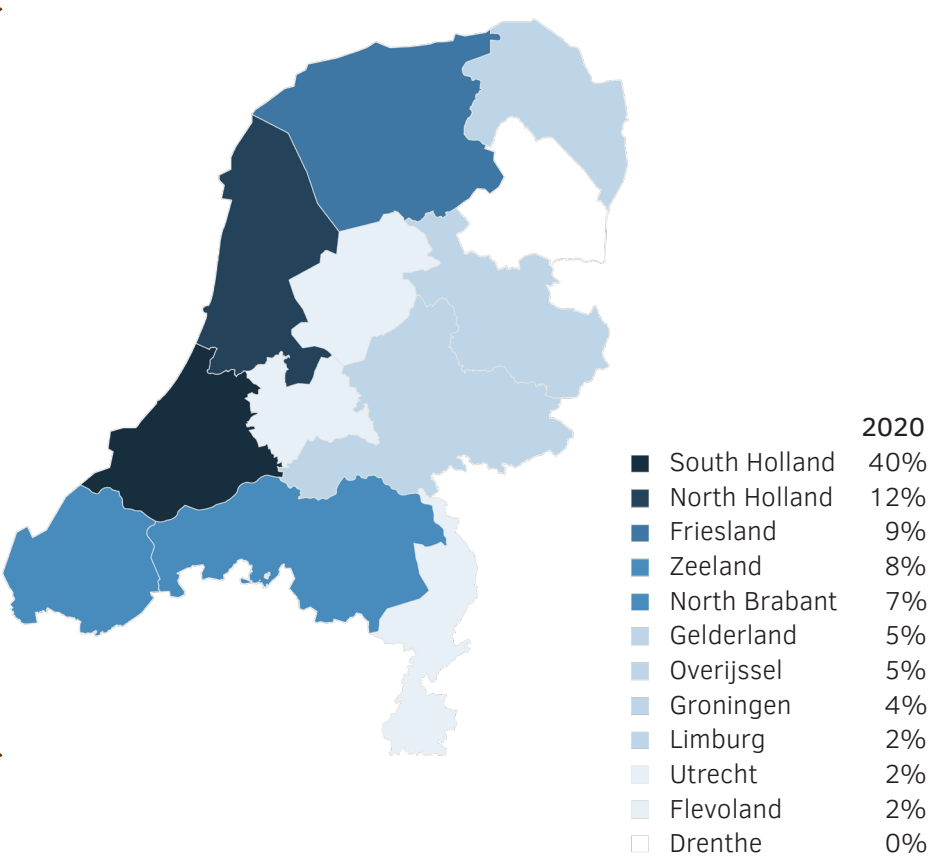 2020
South Holland 40%
North Holland 12%
Friesland 9%
Zeeland 8%
North Brabant 7%
Gelderland 5%
Overijssel 5%
Groningen 4%
Limburg 2%
Utrecht 2%
Flevoland 2%
Drenthe 0%